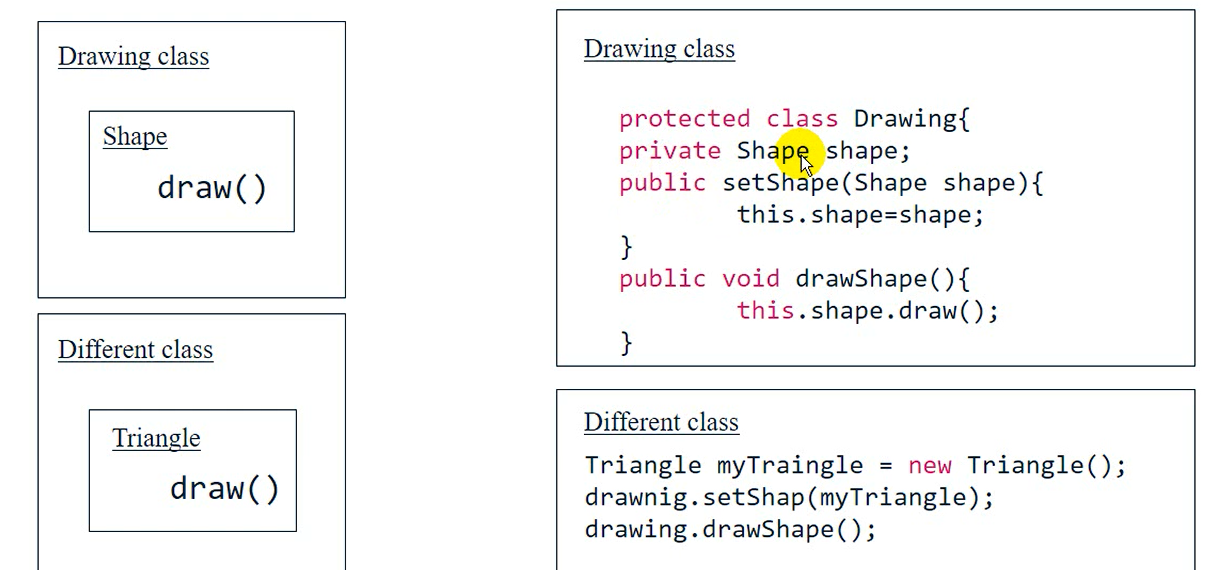 Drawing class
Shape
draw()
Different class
Triangle
draw()
Drawing class
protected class Drawing{
private Shape shape;
public setShape(Shape shape){
this.shape=shape;
}
public void drawShape(){
this.shape.draw();
}
Different class
Triangle myTraingle = new Triangle();
drawnig.setShap(myTriangle);
drawing.drawShape();